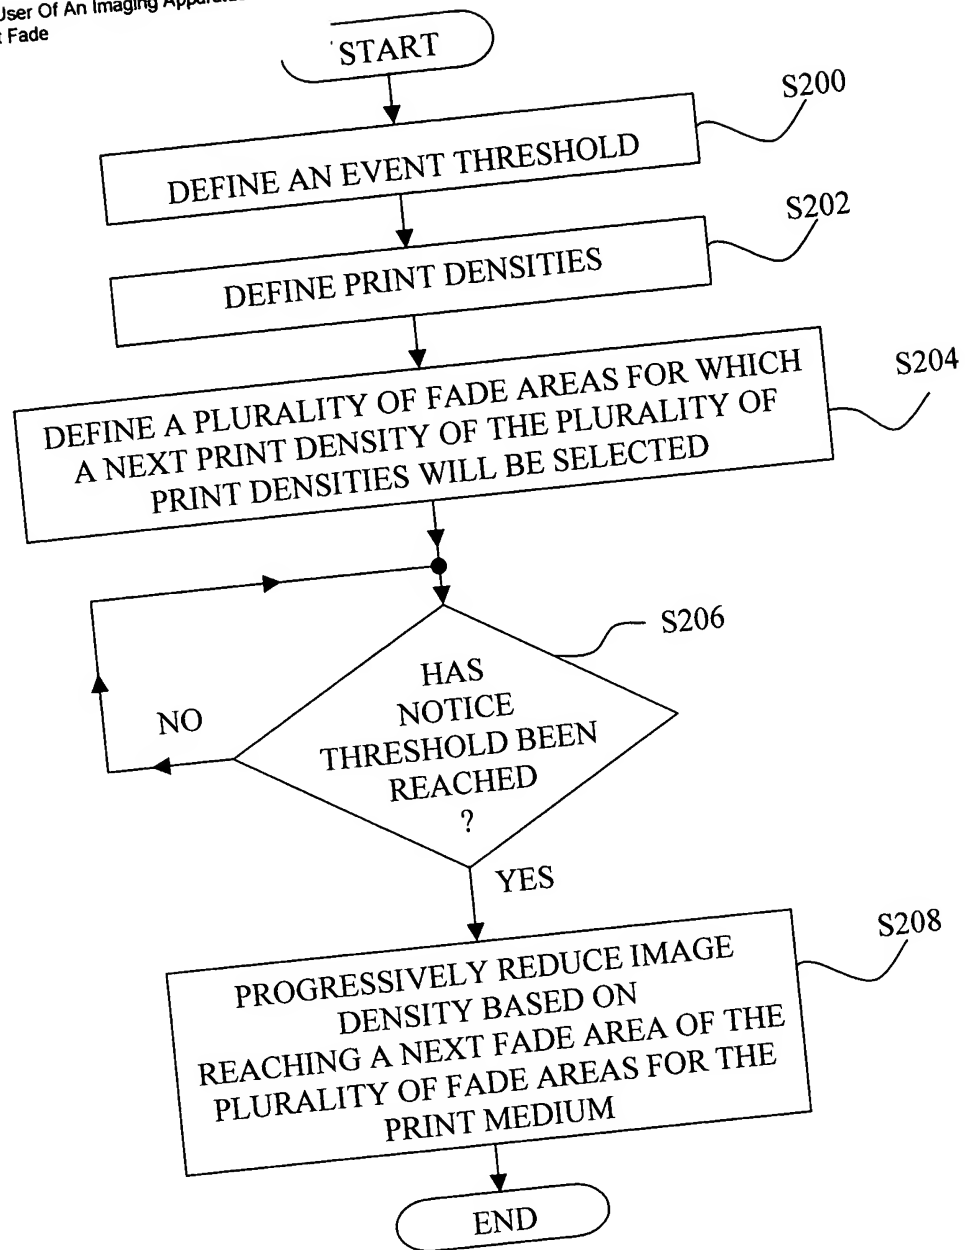 User Of An Imaging Apparatus
Fade
START
S200
DEFINE AN EVENT THRESHOLD
S202
DEFINE PRINT DENSITIES
S204
DEFINE A PLURALITY OF FADE AREAS FOR WHICH
A NEXT PRINT DENSITY OF THE PLURALITY OF
PRINT DENSITIES WILL BE SELECTED
S206
HAS
NOTICE
THRESHOLD BEEN
REACHED
?
NO
YES
S208
PROGRESSIVELY REDUCE IMAGE
DENSITY BASED ON
REACHING A NEXT FADE AREA OF THE
PLURALITY OF FADE AREAS FOR THE
PRINT MEDIUM
END